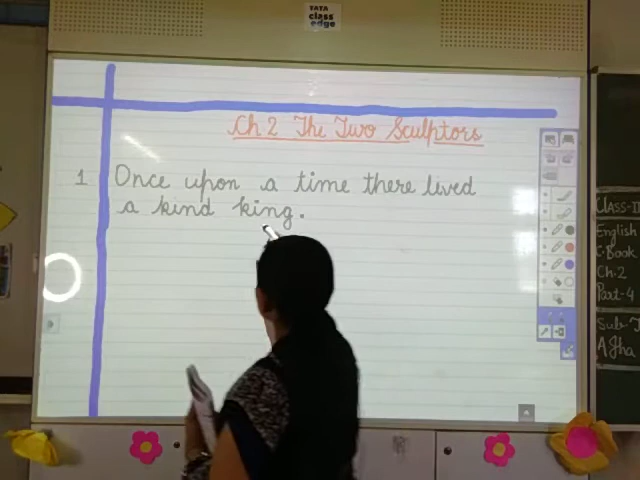 TATA
class
edge
Ch 2 The Two Sculptors
1 Once upon a time there lived
a kind king.
CLASS-II
English
C.Book
Ch.2
Part-4
Sub-T
A Jha